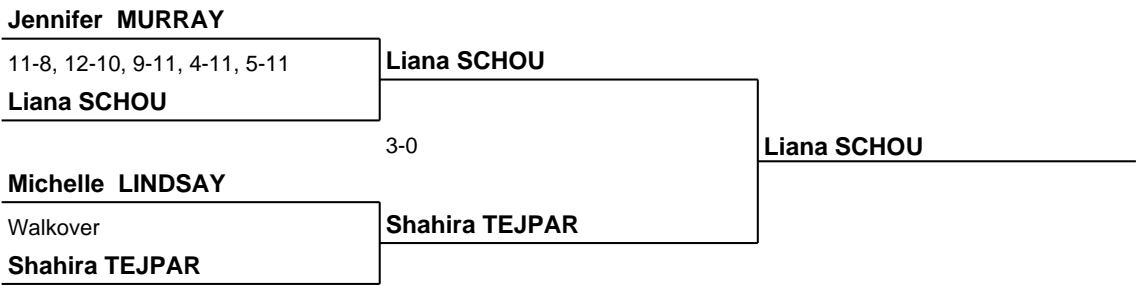 Jennifer  MURRAY
11-8, 12-10, 9-11, 4-11, 5-11
Liana SCHOU
Liana SCHOU
3-0
Liana SCHOU
Michelle  LINDSAY
Walkover
Shahira TEJPAR
Shahira TEJPAR